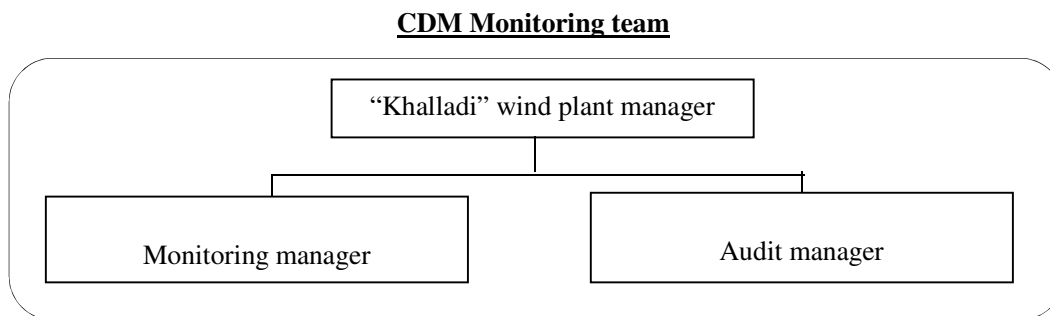 CDM Monitoring team
“Khalladi” wind plant manager
Monitoring manager
Audit manager